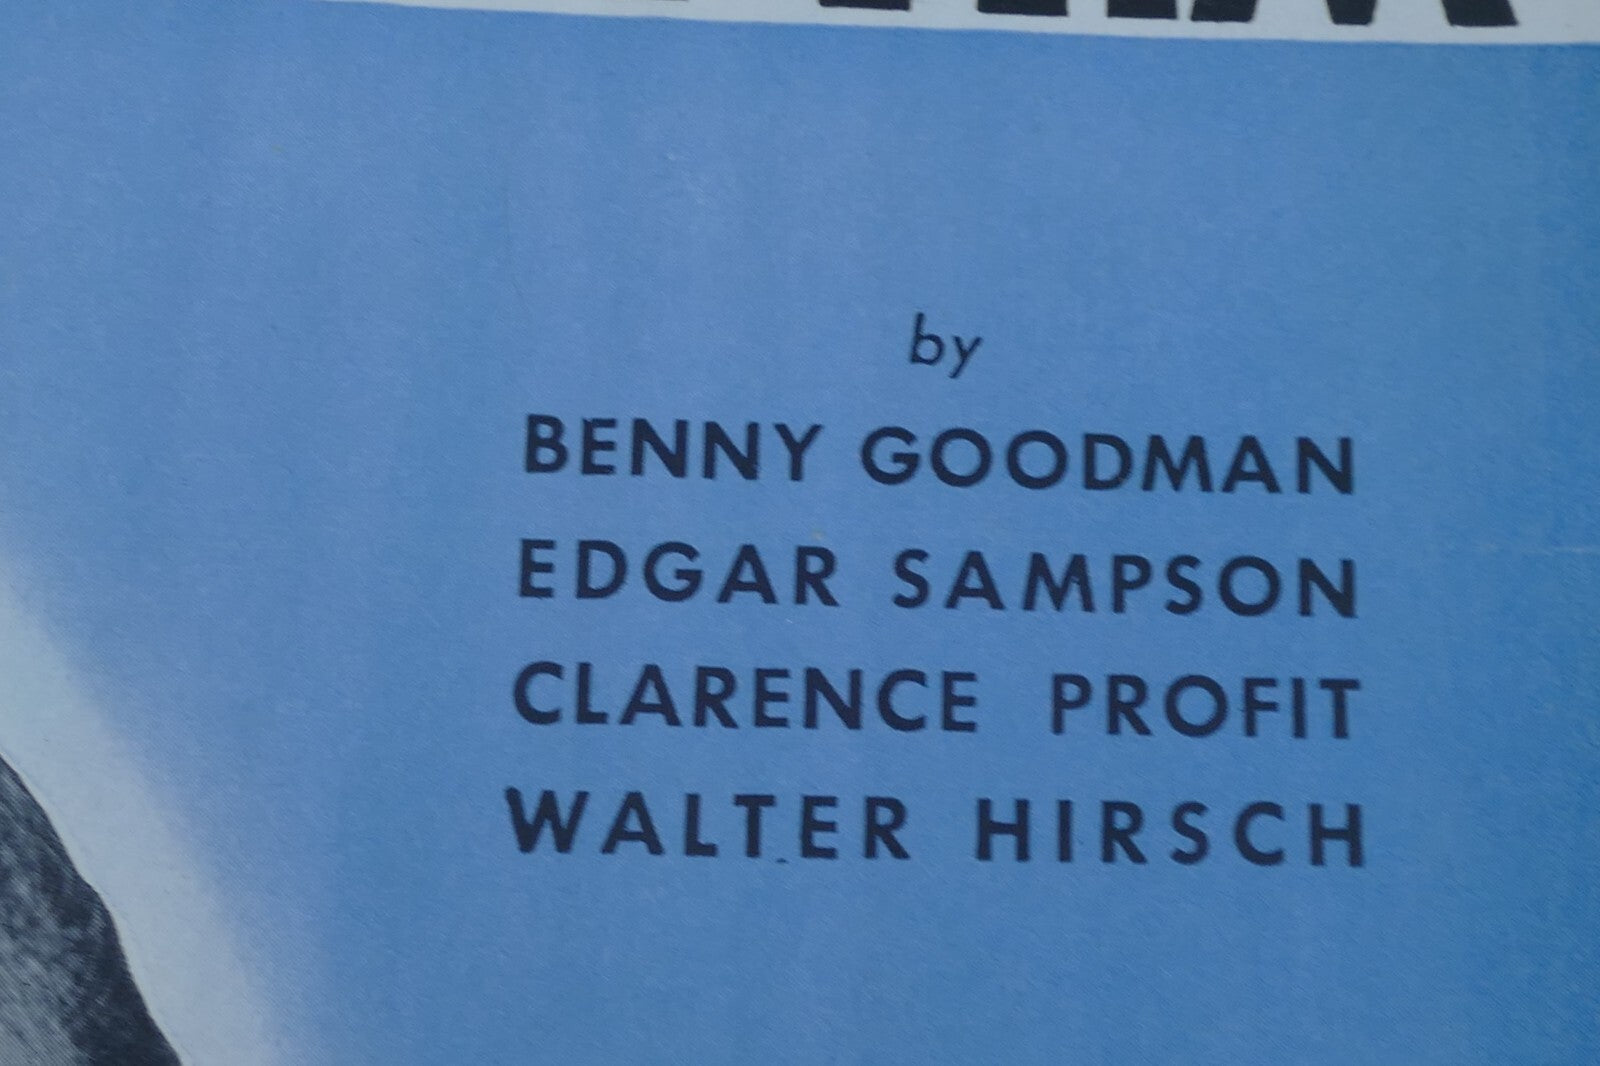 by
BENNY GOODMAN
EDGAR SAMPSON
CLARENCE PROFIT
WALTER HIRSCH